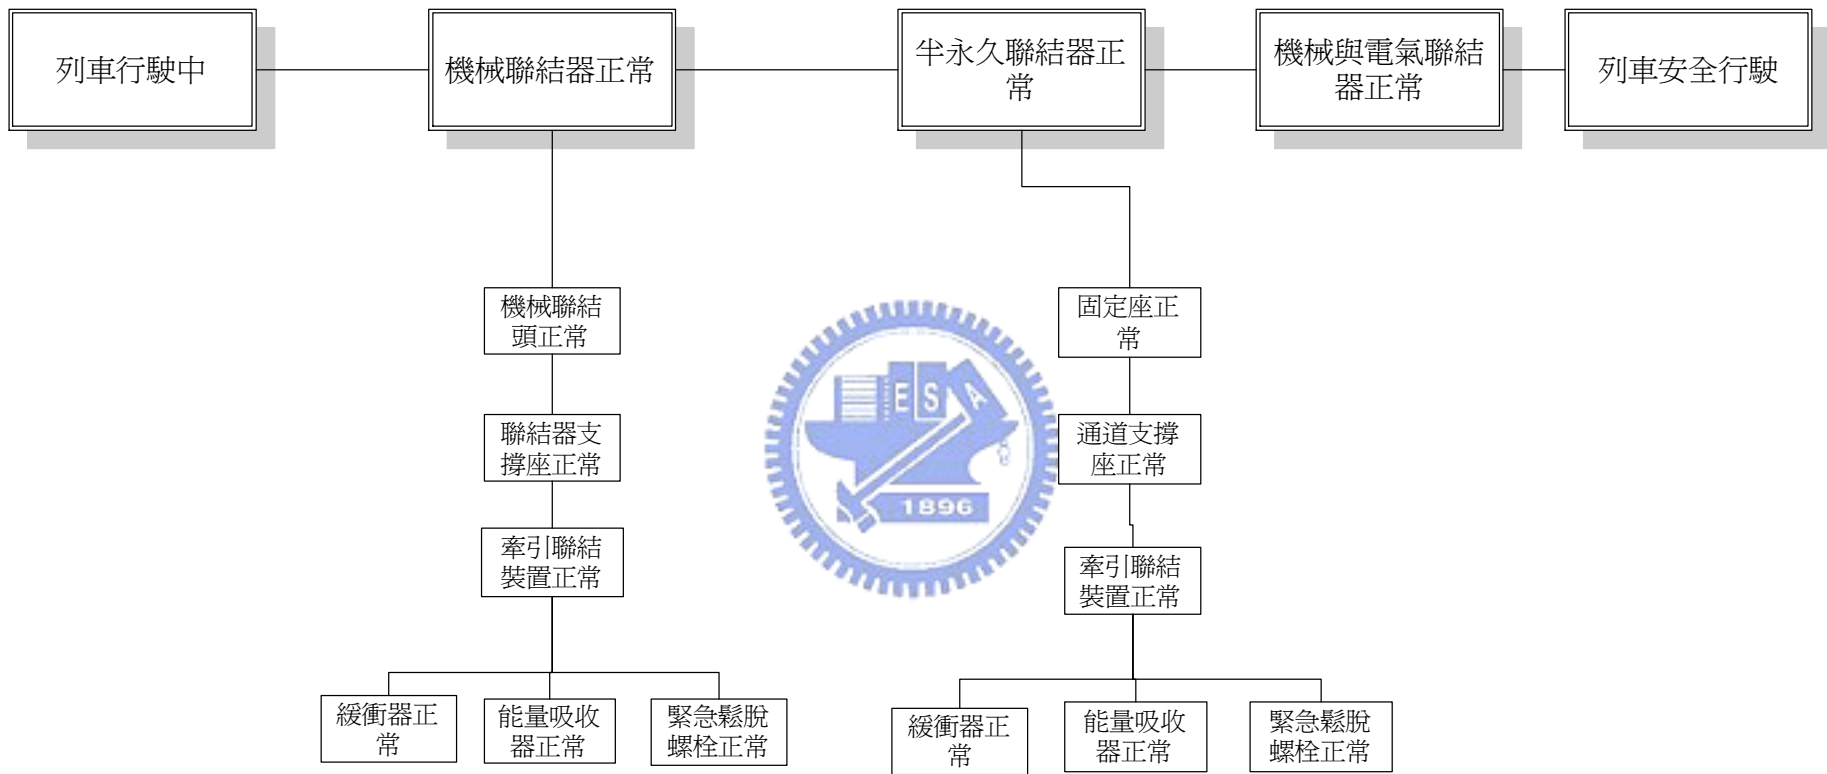 列車行駛中
機械聯結器正常
半永久聯結器正
常
機械與電氣聯結
器正常
列車安全行駛
機械聯結
頭正常
固定座正
常
聯結器支
撐座正常
通道支撐
座正常
牽引聯結
裝置正常
牽引聯結
裝置正常
緩衝器正
常
能量吸收
器正常
緊急鬆脫
螺栓正常
緩衝器正
常
能量吸收
器正常
緊急鬆脫
螺栓正常
E S A
1896